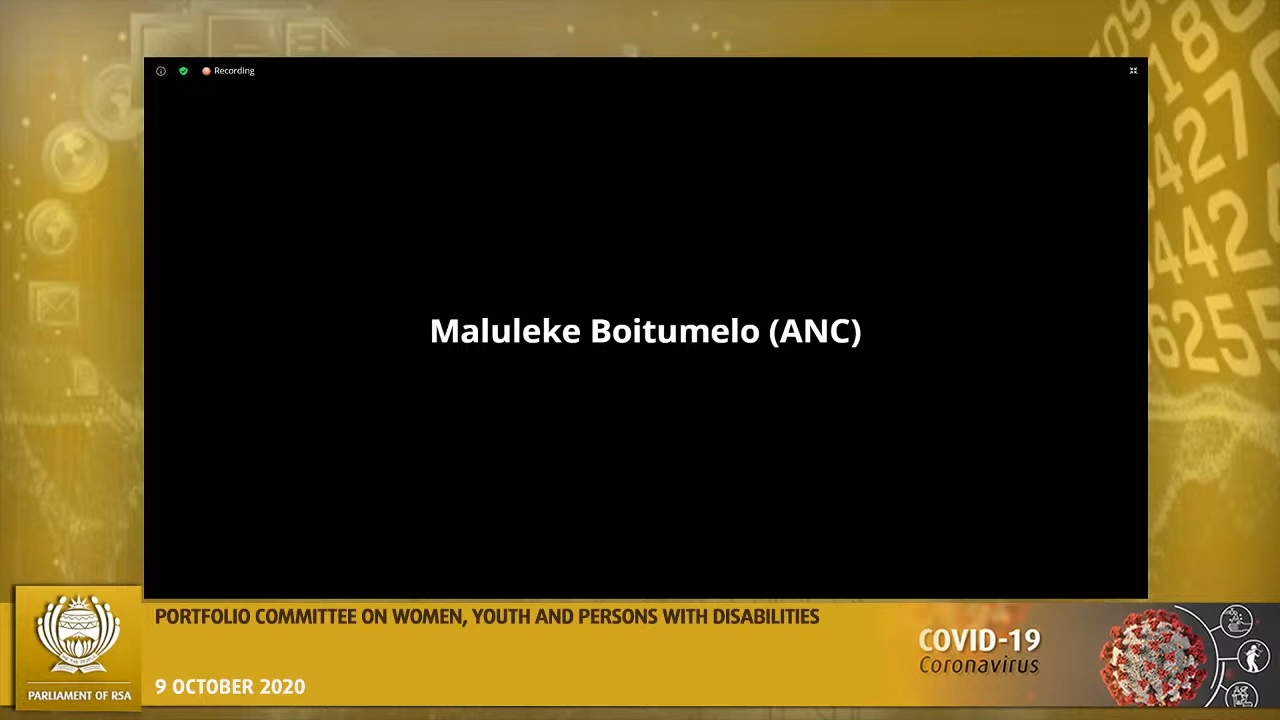 Recording
Maluleke Boitumelo (ANC)
PORTFOLIO COMMITTEE ON WOMEN, YOUTH AND PERSONS WITH DISABILITIES
COVID-19
Coronavirus
9 OCTOBER 2020
PARLIAMENT OF RSA